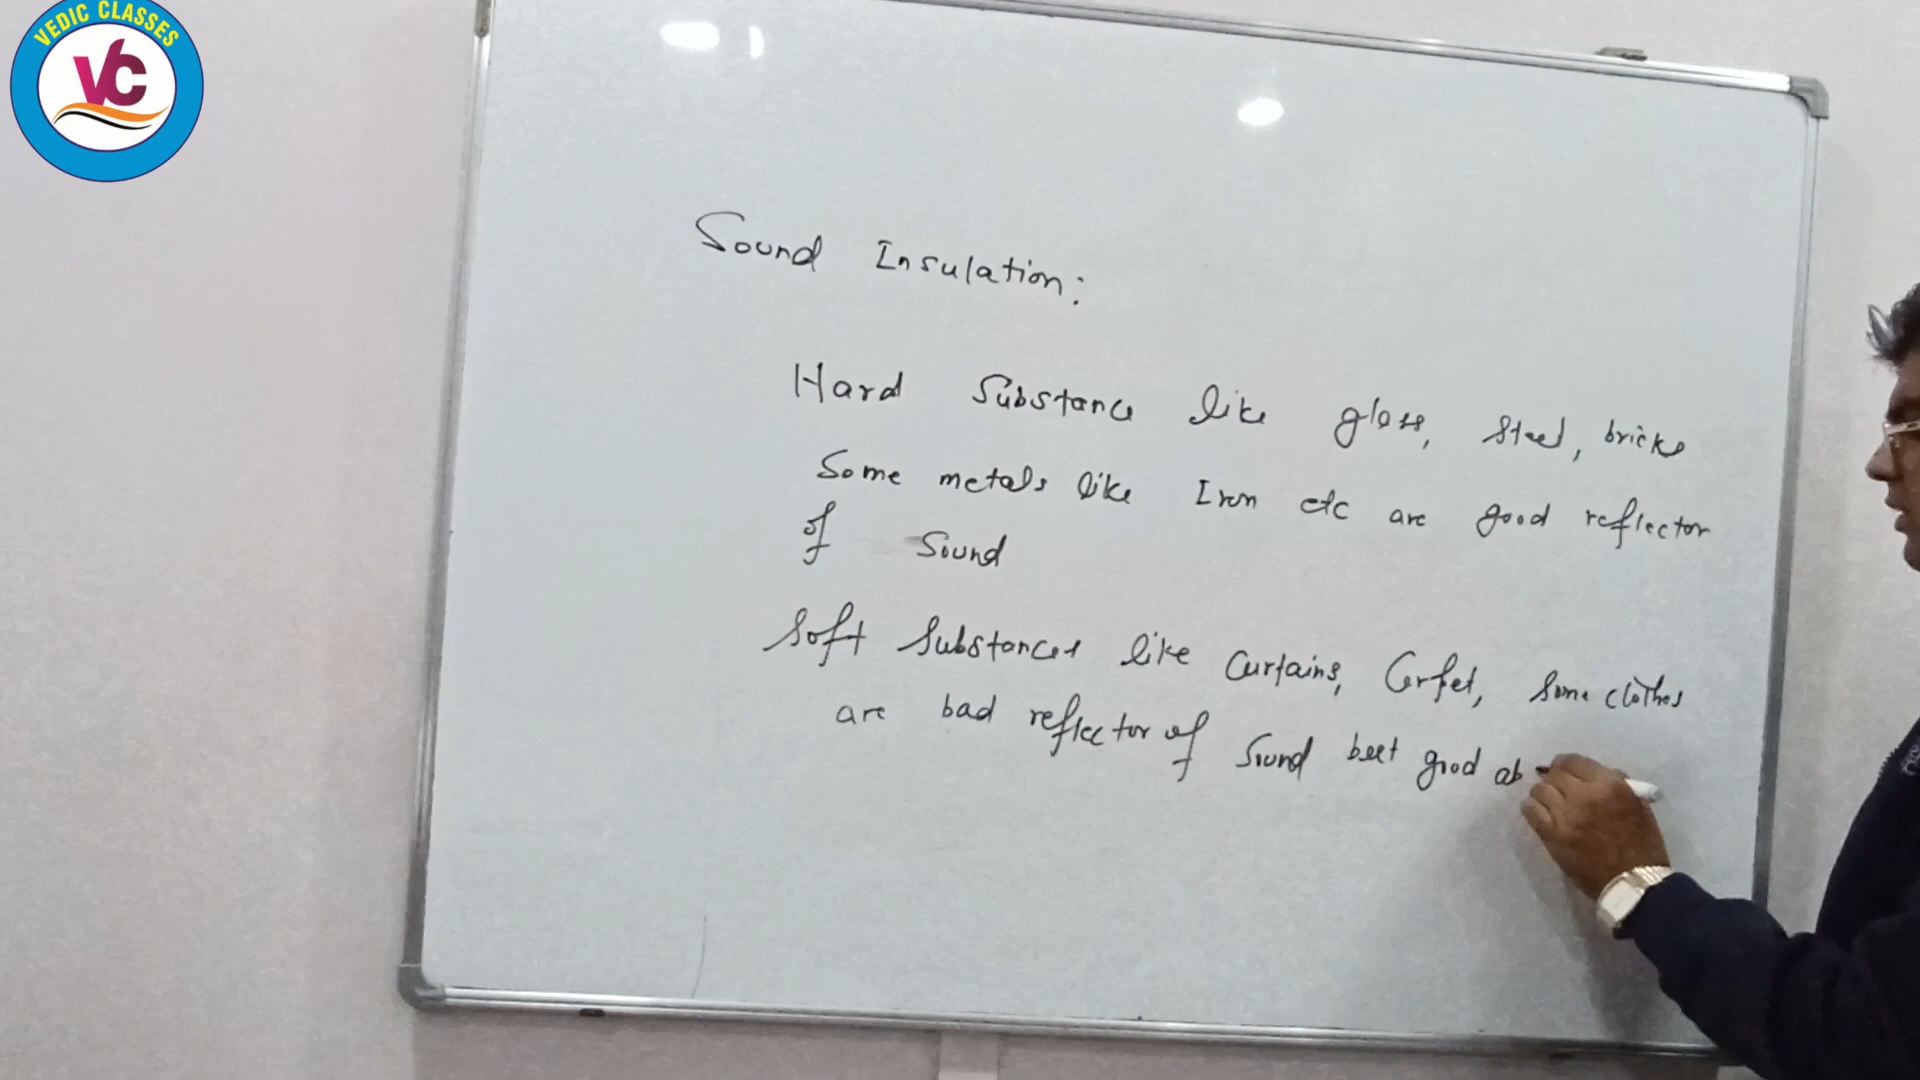 VEDIC CLASSES
VC
Sound Insulation:
Hard Substance like glass, steel, bricks
Some metals like Iron etc are good reflector
of Sound
Soft Substances like Curtains, Carpet, Some clothes
are bad reflector of Sound but good ab